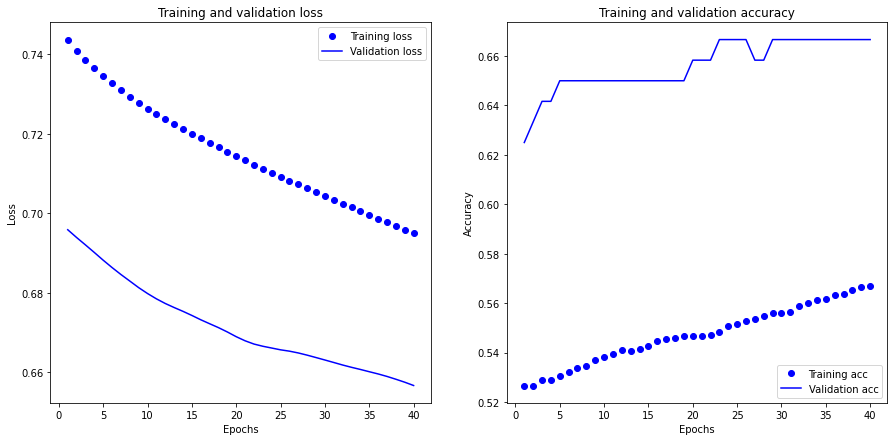 Training and validation loss
Training loss
Validation loss
0.74
0.72
0.70
0.68
0.66
Loss
0 5 10 15 20 25 30 35 40
Epochs
Training and validation accuracy
0.66
0.64
0.62
0.60
0.58
0.56
0.54
0.52
Accuracy
Training acc
Validation acc
0 5 10 15 20 25 30 35 40
Epochs